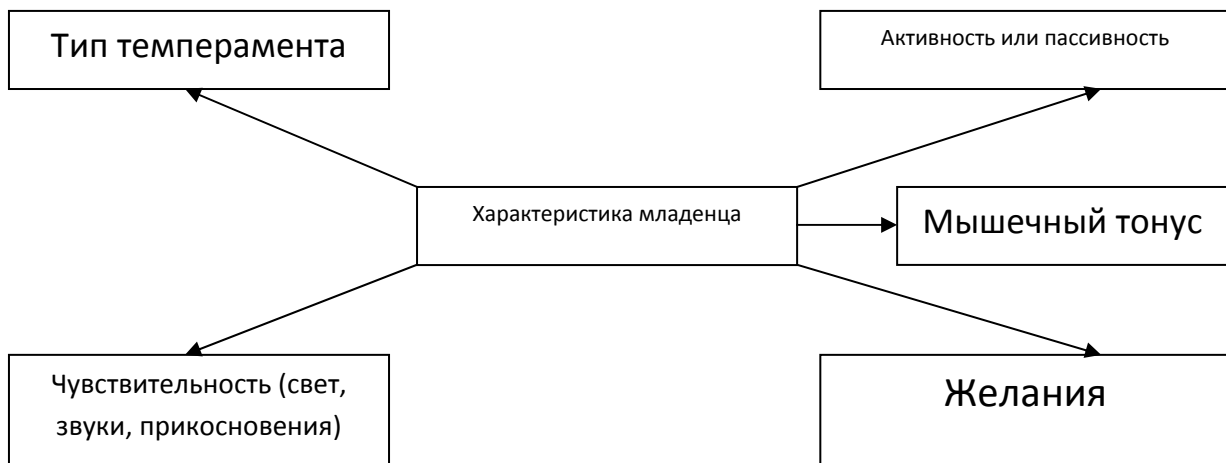 Тип темперамента
Активность или пассивность
Характеристика младенца
Мышечный тонус
Чувствительность (свет,
звуки, прикосновения)
Желания